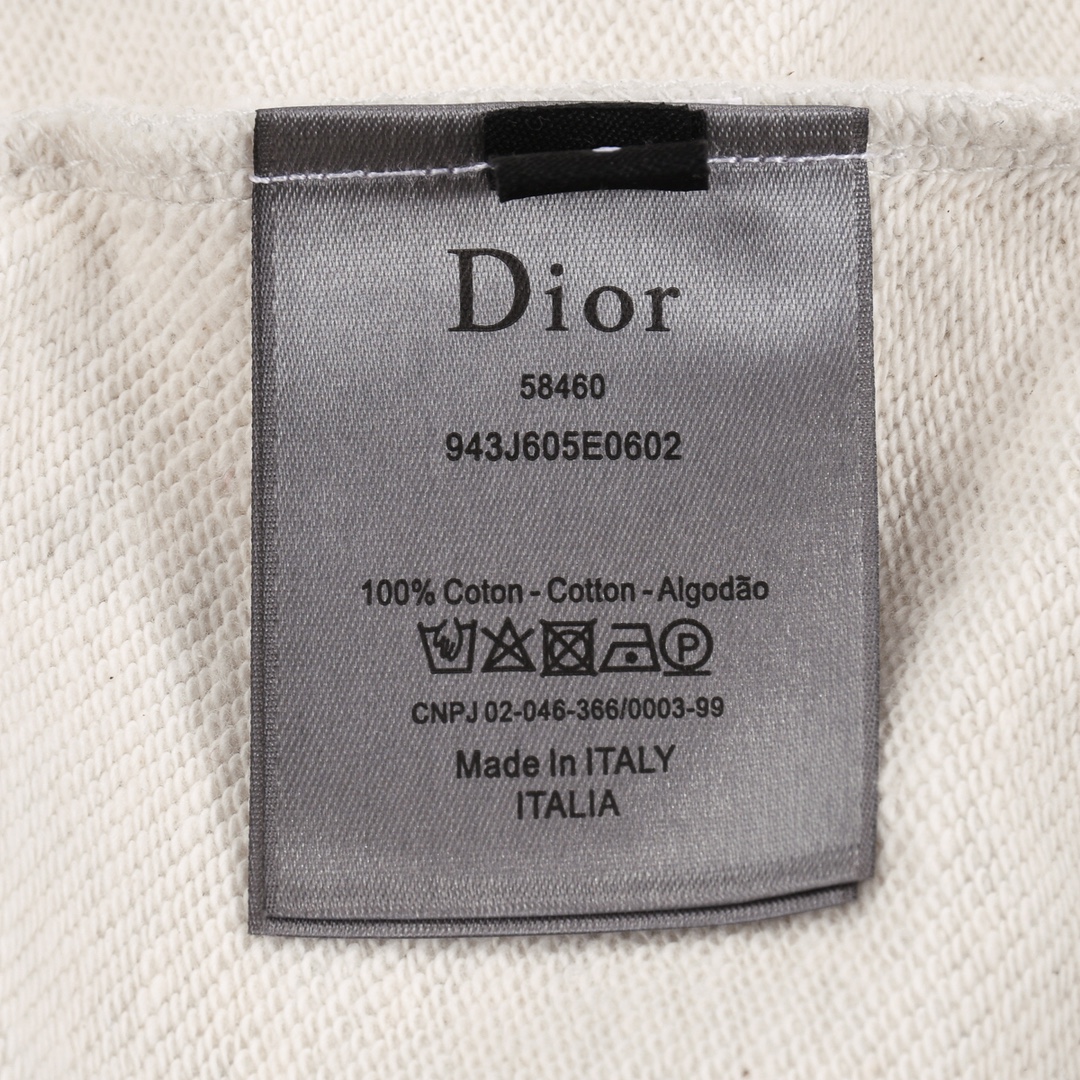 Dior
58460
943J605E0602
100% Coton - Cotton - Algodão
P
CNPJ 02-046-366/0003-99
Made In ITALY
ITALIA